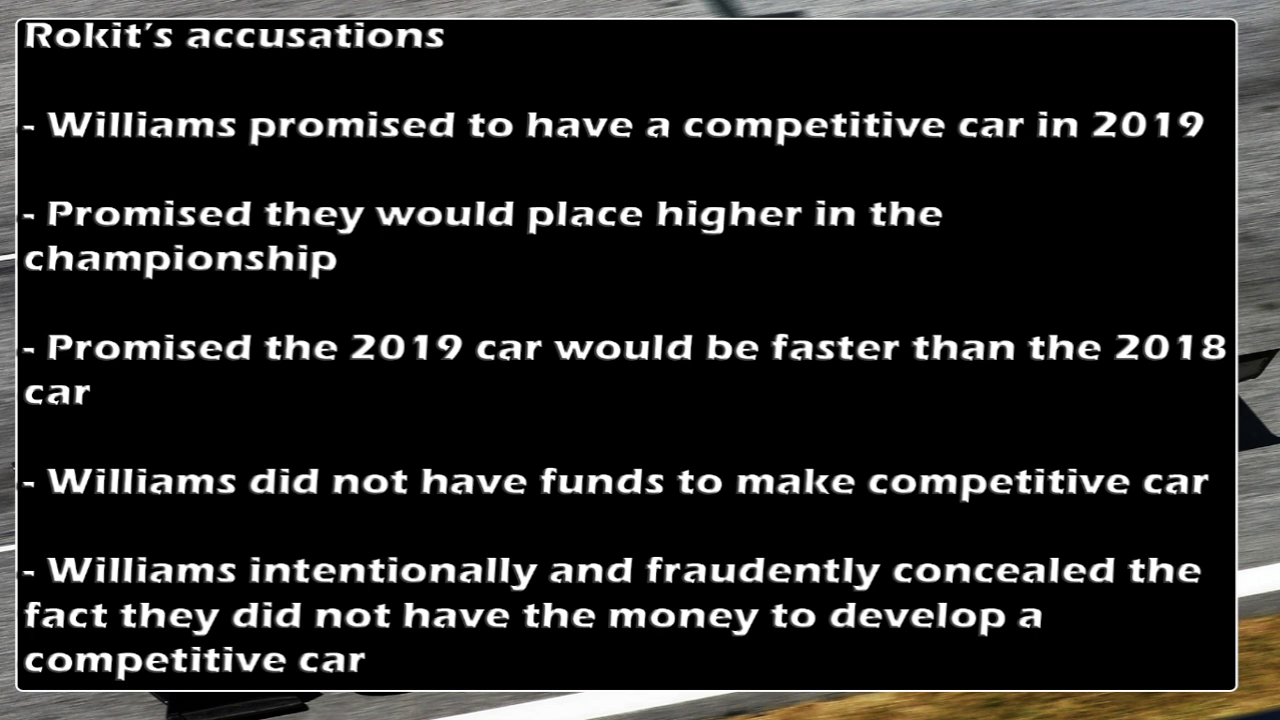 Rokit's accusations
- Williams promised to have a competitive car in 2019
- Promised they would place higher in the
championship
- Promised the 2019 car would be faster than the 2018
car
- Williams did not have funds to make competitive car
- Williams intentionally and fraudently concealed the
fact they did not have the money to develop a
competitive car